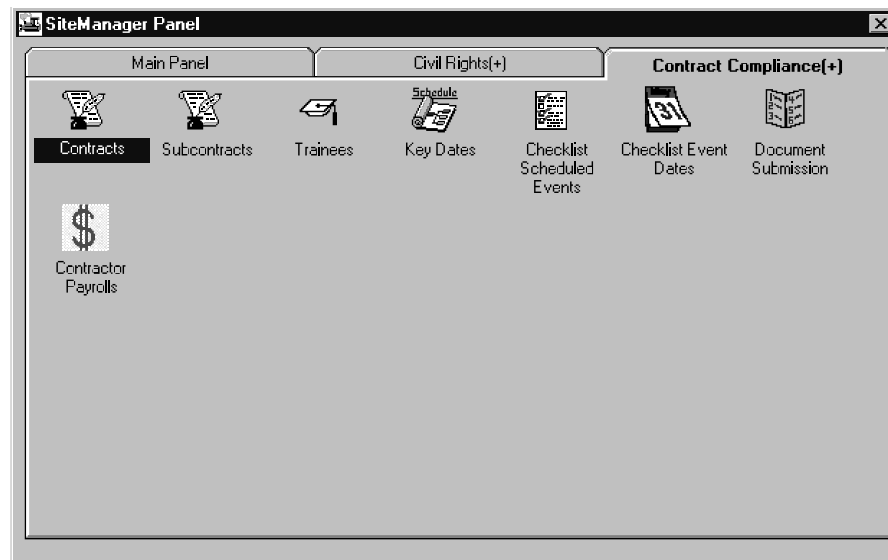 SiteManager Panel
Main Panel
Civil Rights(+)
Contract Compliance(+)
Contracts
Subcontracts
Trainees
Schedule
Key Dates
Checklist
Scheduled
Events
31
Checklist Event
Dates
Document
Submission
$
Contractor
Payrolls